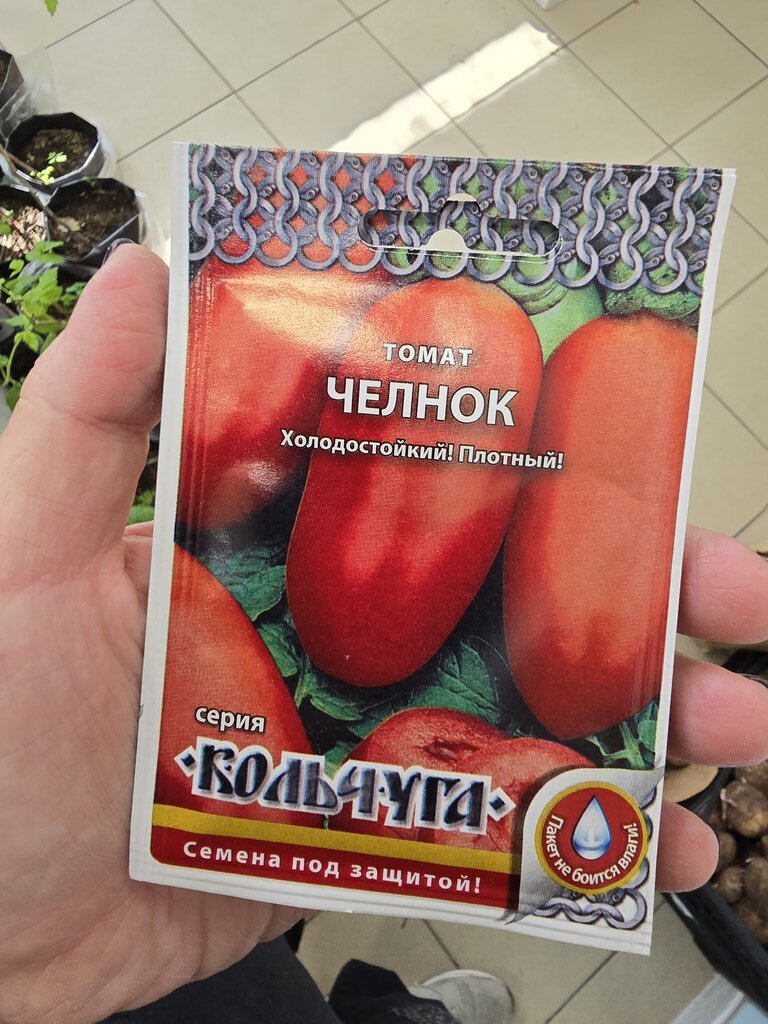 ТОМАТ
ЧЕЛНОК
Холодостойкий! Плотный!
серия
·КОЛЬЧУГА·
Семена под защитой!
Пакет не боится влаги!